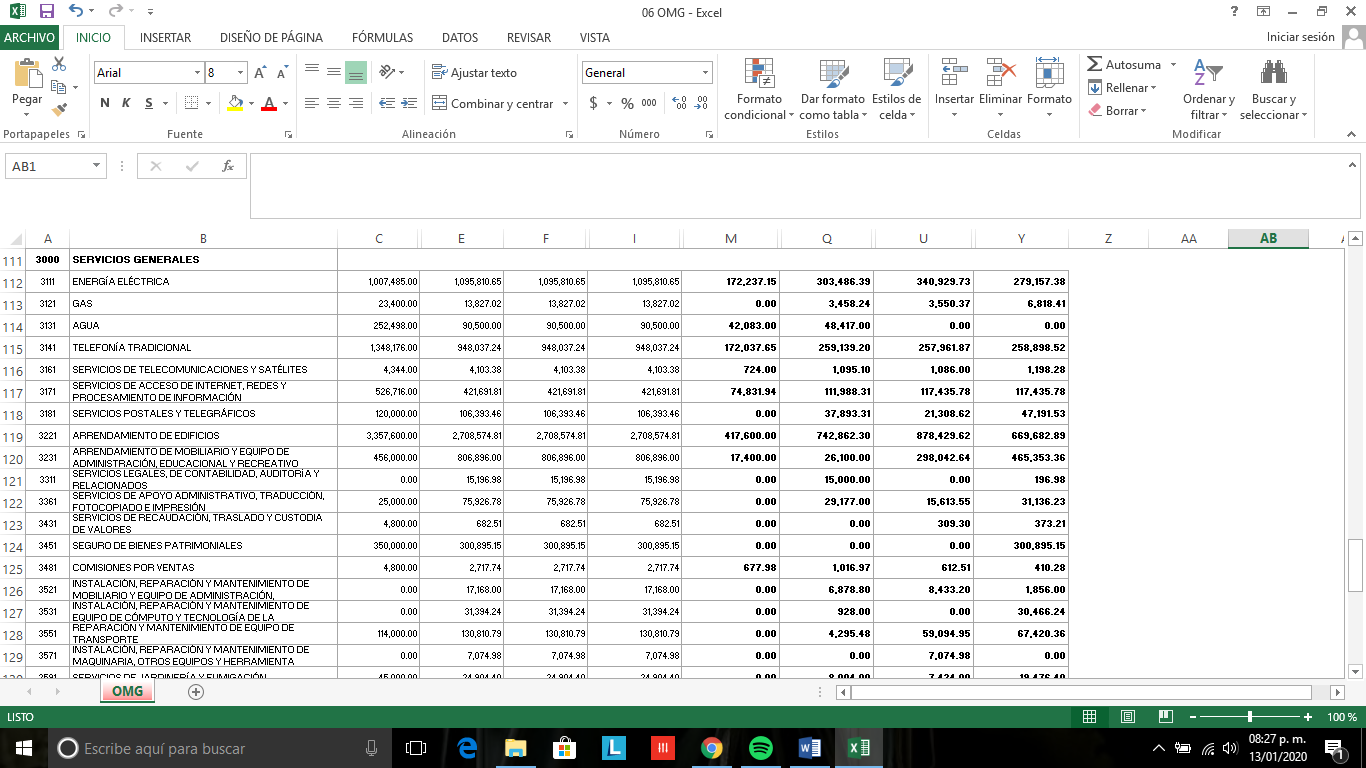 06 OMG - Excel
ARCHIVO INICIO INSERTAR DISEÑO DE PÁGINA FÓRMULAS DATOS REVISAR VISTA Iniciar sesión
Arial 8 Ajustar texto General Autosuma
Pegar Rellenar
N K S Combinar y centrar $ % 000 Formato condicional Dar formato como tabla Estilos de celda Insertar Eliminar Formato Borrar Ordenar y filtrar Buscar y seleccionar
Portapapeles Fuente Alineación Número Estilos Celdas Modificar
AB1 fx
A B C E F I M Q U Y Z AA AB
111 3000 SERVICIOS GENERALES
112 3111 ENERGÍA ELÉCTRICA 1,007,485.00 1,095,810.65 1,095,810.65 1,095,810.65 172,237.15 303,486.39 340,929.73 279,157.38
113 3121 GAS 23,400.00 13,827.02 13,827.02 13,827.02 0.00 3,458.24 3,550.37 6,818.41
114 3131 AGUA 252,498.00 90,500.00 90,500.00 90,500.00 42,083.00 48,417.00 0.00 0.00
115 3141 TELEFONÍA TRADICIONAL 1,348,176.00 948,037.24 948,037.24 948,037.24 172,037.65 259,139.20 257,961.87 258,898.52
116 3161 SERVICIOS DE TELECOMUNICACIONES Y SATÉLITES 4,344.00 4,103.38 4,103.38 4,103.38 724.00 1,095.10 1,086.00 1,198.28
117 3171 SERVICIOS DE ACCESO DE INTERNET, REDES Y
PROCESAMIENTO DE INFORMACIÓN 526,716.00 421,691.81 421,691.81 421,691.81 74,831.94 111,988.31 117,435.78 117,435.78
118 3181 SERVICIOS POSTALES Y TELEGRÁFICOS 120,000.00 106,393.46 106,393.46 106,393.46 0.00 37,893.31 21,308.62 47,191.53
119 3221 ARRENDAMIENTO DE EDIFICIOS 3,357,600.00 2,708,574.81 2,708,574.81 2,708,574.81 417,600.00 742,862.30 878,429.62 669,682.89
120 3231 ARRENDAMIENTO DE MOBILIARIO Y EQUIPO DE
ADMINISTRACIÓN, EDUCACIONAL Y RECREATIVO 456,000.00 806,896.00 806,896.00 806,896.00 17,400.00 26,100.00 298,042.64 465,353.36
121 3311 SERVICIOS LEGALES, DE CONTABILIDAD, AUDITORÍA Y
RELACIONADOS 0.00 15,196.98 15,196.98 15,196.98 0.00 15,000.00 0.00 196.98
122 3361 SERVICIOS DE APOYO ADMINISTRATIVO, TRADUCCIÓN,
FOTOCOPIADO E IMPRESIÓN 25,000.00 75,926.78 75,926.78 75,926.78 0.00 29,177.00 15,613.55 31,136.23
123 3431 SERVICIOS DE RECAUDACIÓN, TRASLADO Y CUSTODIA
DE VALORES 4,800.00 682.51 682.51 682.51 0.00 0.00 309.30 373.21
124 3451 SEGURO DE BIENES PATRIMONIALES 350,000.00 300,895.15 300,895.15 300,895.15 0.00 0.00 0.00 300,895.15
125 3481 COMISIONES POR VENTAS 4,800.00 2,717.74 2,717.74 2,717.74 677.98 1,016.97 612.51 410.28
126 3521 INSTALACIÓN, REPARACIÓN Y MANTENIMIENTO DE
MOBILIARIO Y EQUIPO DE ADMINISTRACIÓN, 0.00 17,168.00 17,168.00 17,168.00 0.00 6,878.80 8,433.20 1,856.00
127 3531 INSTALACIÓN, REPARACIÓN Y MANTENIMIENTO DE
EQUIPO DE CÓMPUTO Y TECNOLOGÍA DE LA 0.00 31,394.24 31,394.24 31,394.24 0.00 928.00 0.00 30,466.24
128 3551 REPARACIÓN Y MANTENIMIENTO DE EQUIPO DE
TRANSPORTE 114,000.00 130,810.79 130,810.79 130,810.79 0.00 4,295.48 59,094.95 67,420.36
129 3571 INSTALACIÓN, REPARACIÓN Y MANTENIMIENTO DE
MAQUINARIA, OTROS EQUIPOS Y HERRAMIENTA 0.00 7,074.98 7,074.98 7,074.98 0.00 0.00 7,074.98 0.00
SERVICIOS DE JARDINERÍA Y FUMIGACIÓN
OMG
LISTO 100 %
Escribe aquí para buscar 08:27 p. m.
13/01/2020
1